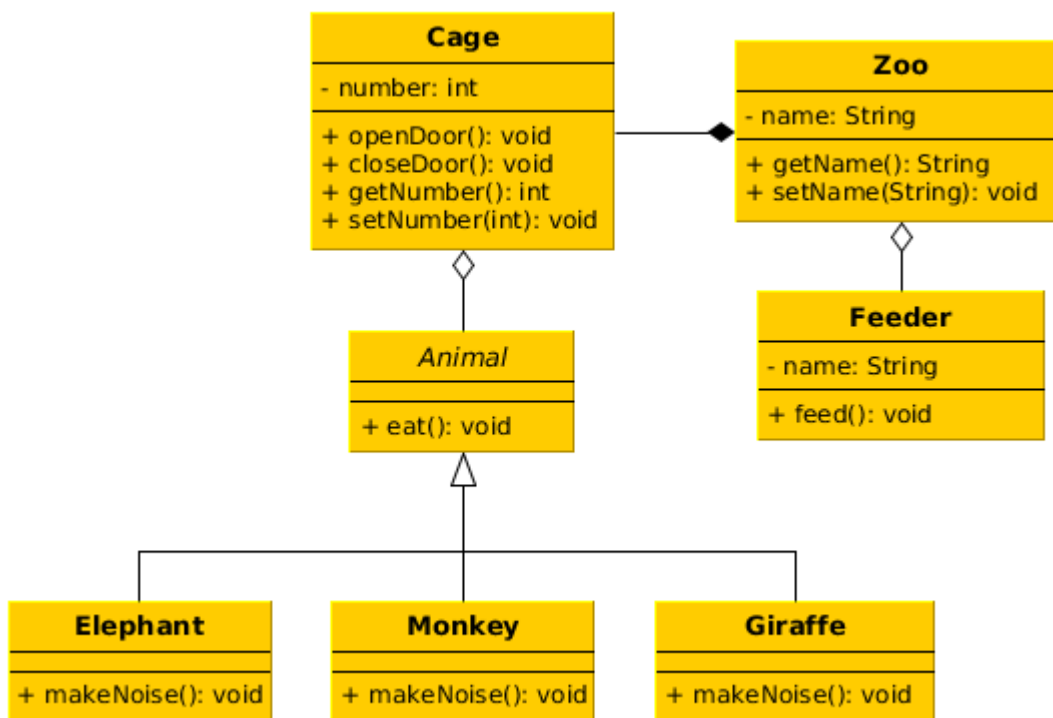 Cage
- number: int
+ openDoor(): void
+ closeDoor(): void
+ getNumber(): int
+ setNumber(int): void
Zoo
- name: String
+ getName(): String
+ setName(String): void
Animal
+ eat(): void
Feeder
- name: String
+ feed(): void
Elephant
+ makeNoise(): void
Monkey
+ makeNoise(): void
Giraffe
+ makeNoise(): void